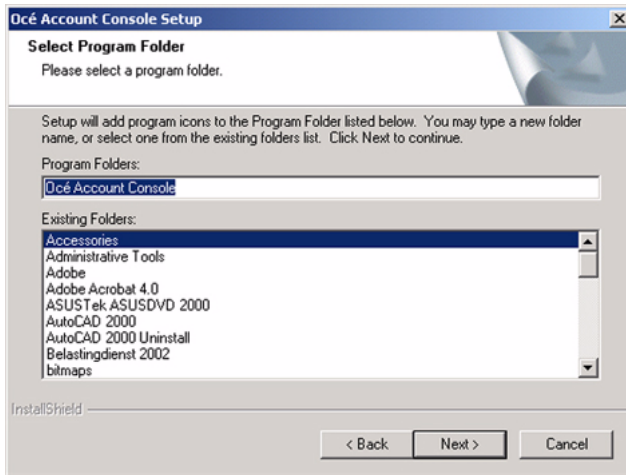 Océ Account Console Setup
Select Program Folder
Please select a program folder.
Setup will add program icons to the Program Folder listed below. You may type a new folder
name, or select one from the existing folders list. Click Next to continue.
Program Folders:
Océ Account Console
Existing Folders:
Accessories
Administrative Tools
Adobe
Adobe Acrobat 4.0
ASUSTek ASUSDVD 2000
AutoCAD 2000
AutoCAD 2000 Uninstall
Belastingdienst 2002
bitmaps
InstallShield
< Back Next > Cancel